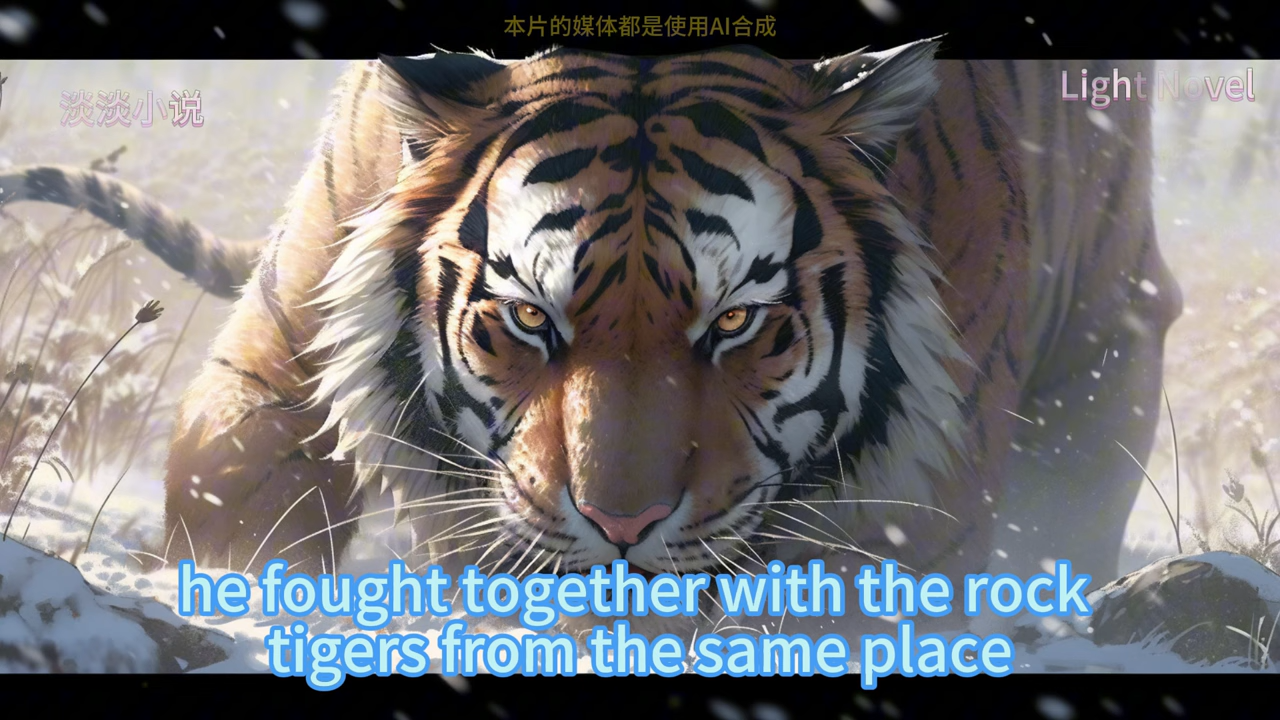 本片的媒体都是使用AI合成
淡淡小说
Light Novel
he fought together with the rock
tigers from the same place